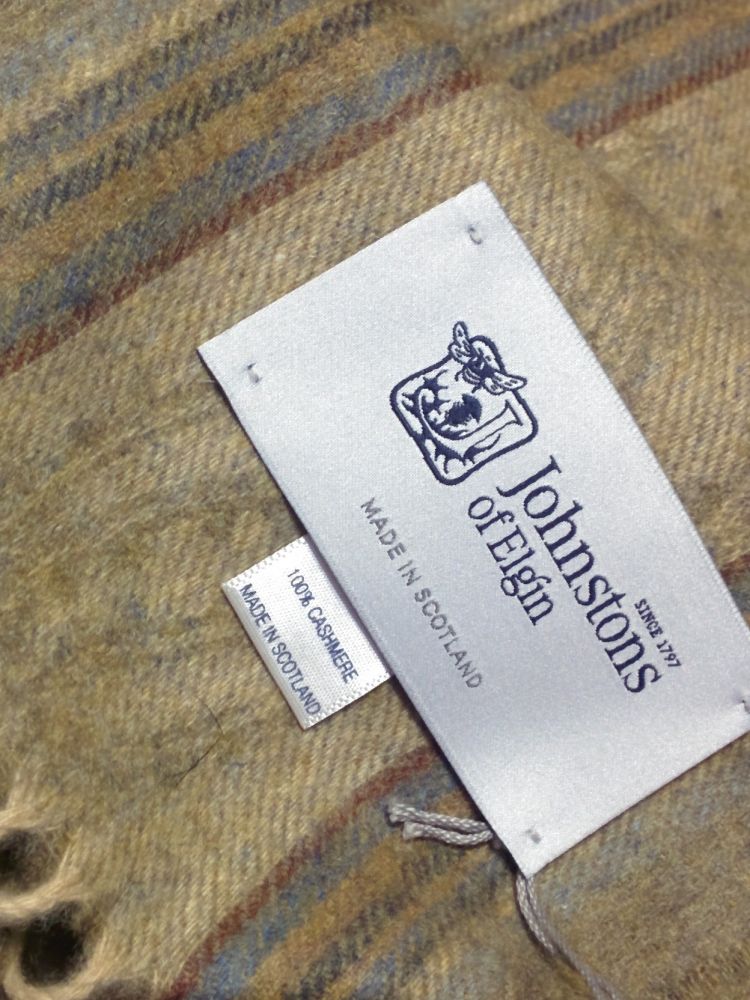 Johnstons
of Elgin
SINCE 1797
MADE IN SCOTLAND
100% CASHMERE
MADE IN SCOTLAND